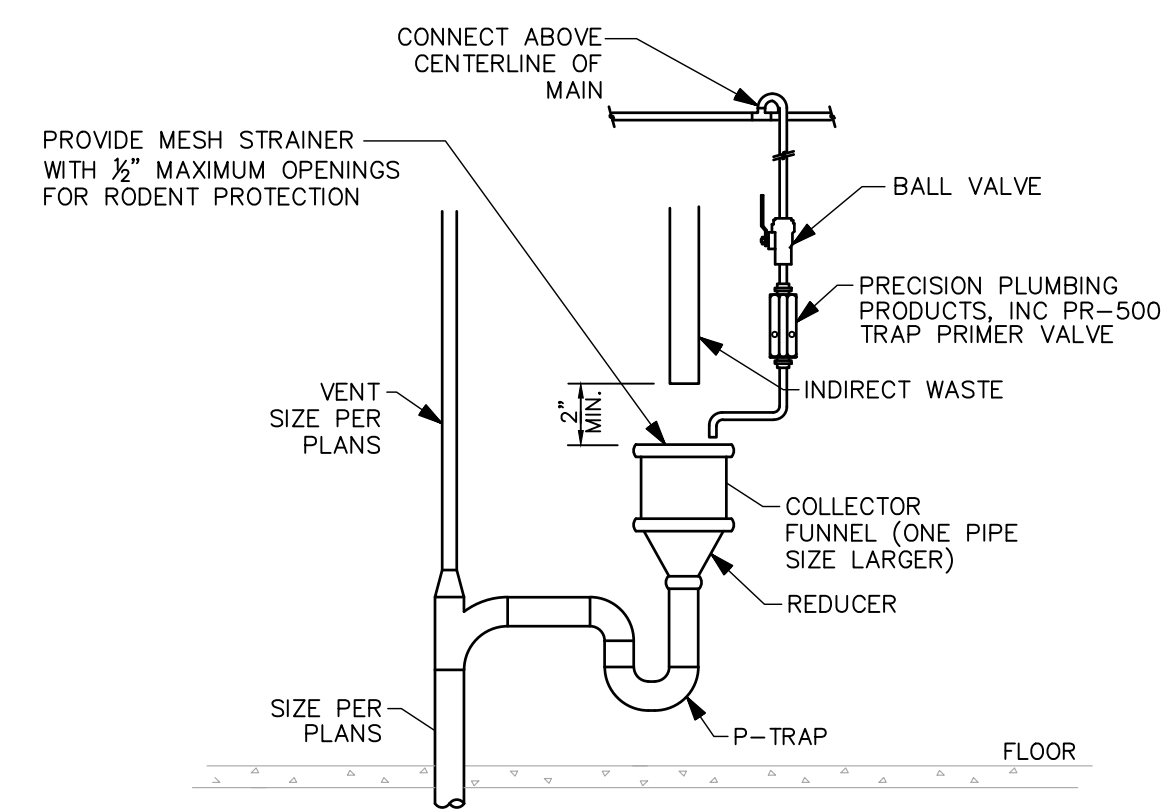 CONNECT ABOVE
CENTERLINE OF
MAIN
PROVIDE MESH STRAINER
WITH ½" MAXIMUM OPENINGS
FOR RODENT PROTECTION
BALL VALVE
PRECISION PLUMBING
PRODUCTS, INC PR-500
TRAP PRIMER VALVE
VENT
SIZE PER
PLANS
2"
MIN.
INDIRECT WASTE
COLLECTOR
FUNNEL (ONE PIPE
SIZE LARGER)
REDUCER
SIZE PER
PLANS
P-TRAP
FLOOR